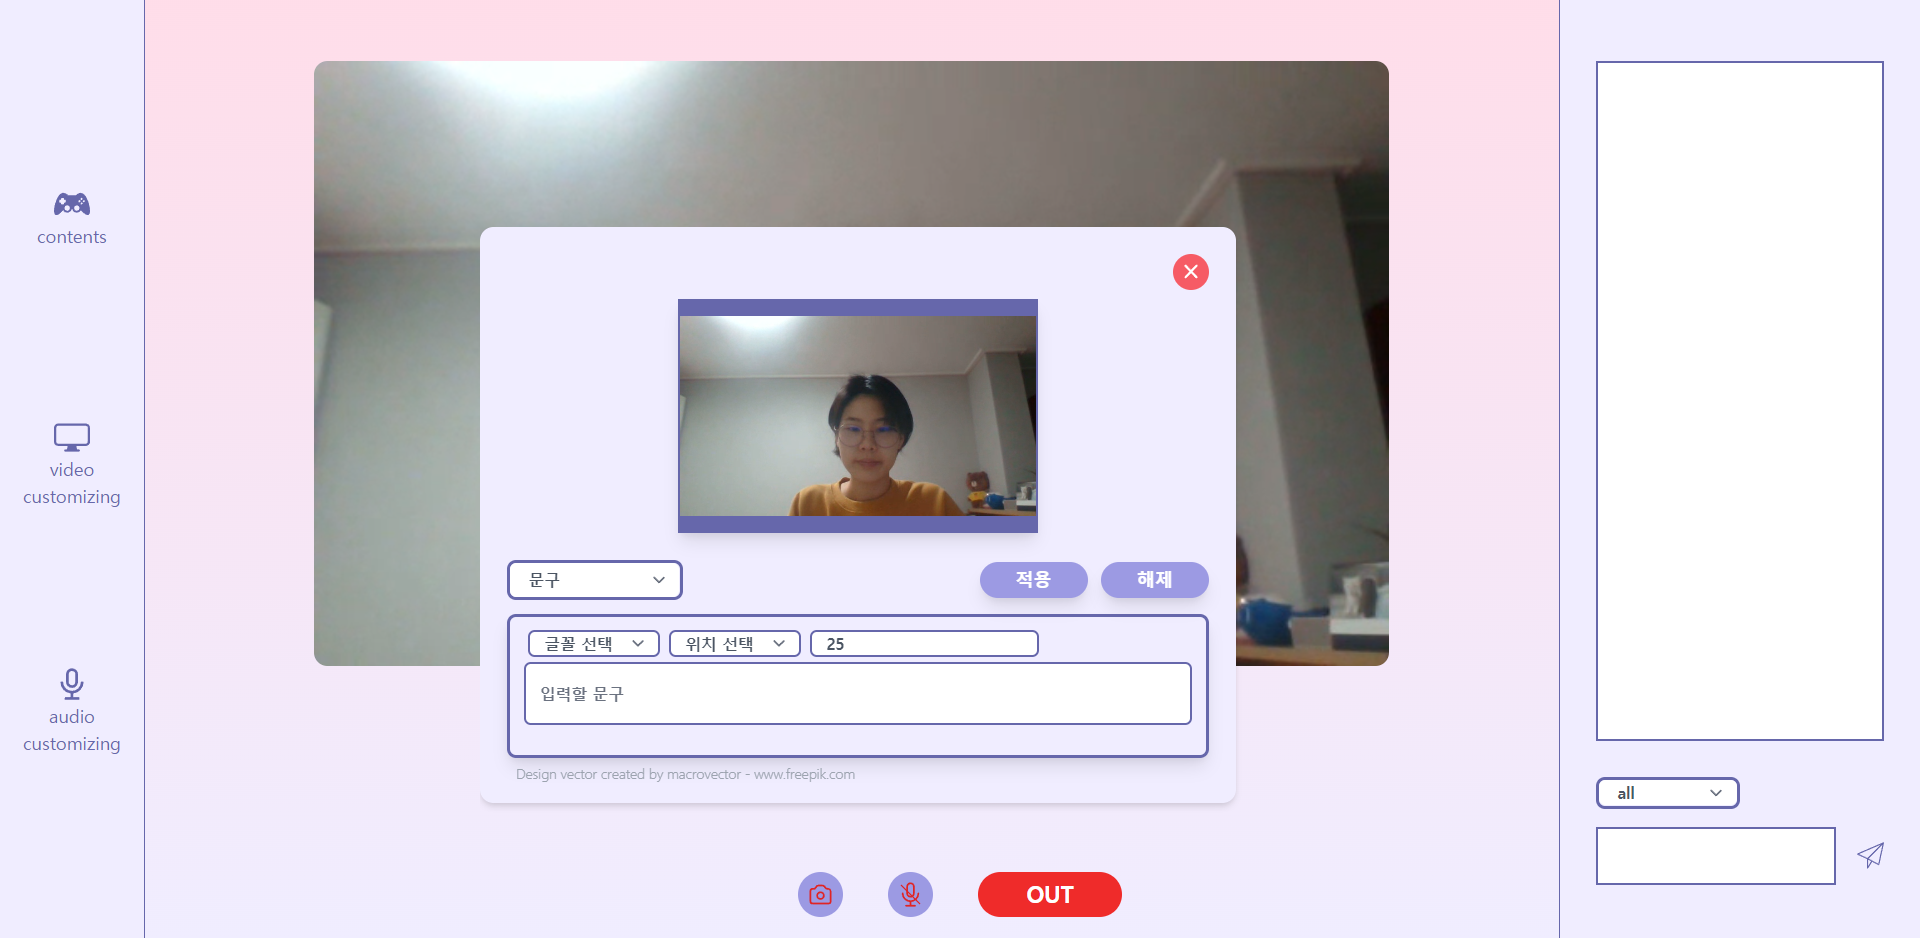 contents
video
customizing
audio
customizing
문구
적용
해제
글꼴 선택
위치 선택
25
입력할 문구
Design vector created by macrovector - www.freepik.com
OUT
all